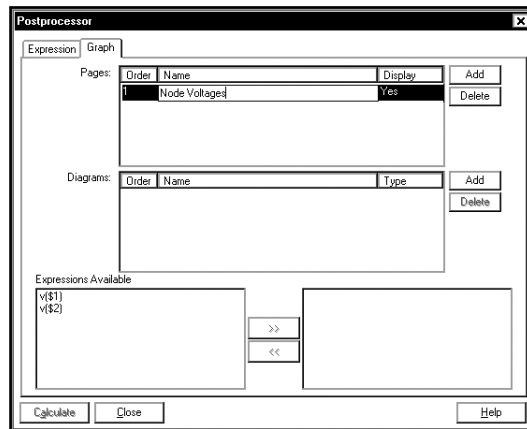 Postprocessor
Expression Graph
Pages: Order Name Display Add
1 Node Voltages Yes Delete
Diagrams: Order Name Type Add
Delete
Expressions Available
v($1)
v($2)
>>
<<
Calculate Close Help